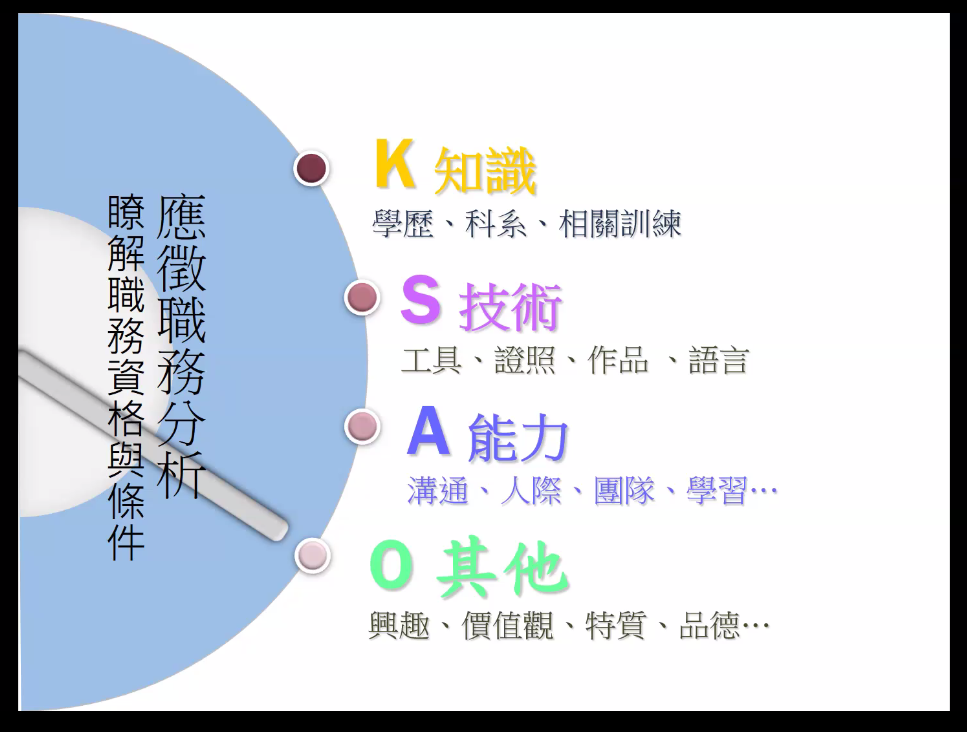 應徵職務分析
瞭解職務資格與條件
K 知識
學歷、科系、相關訓練
S 技術
工具、證照、作品 、語言
A 能力
溝通、人際、團隊、學習…
O 其他
興趣、價值觀、特質、品德…